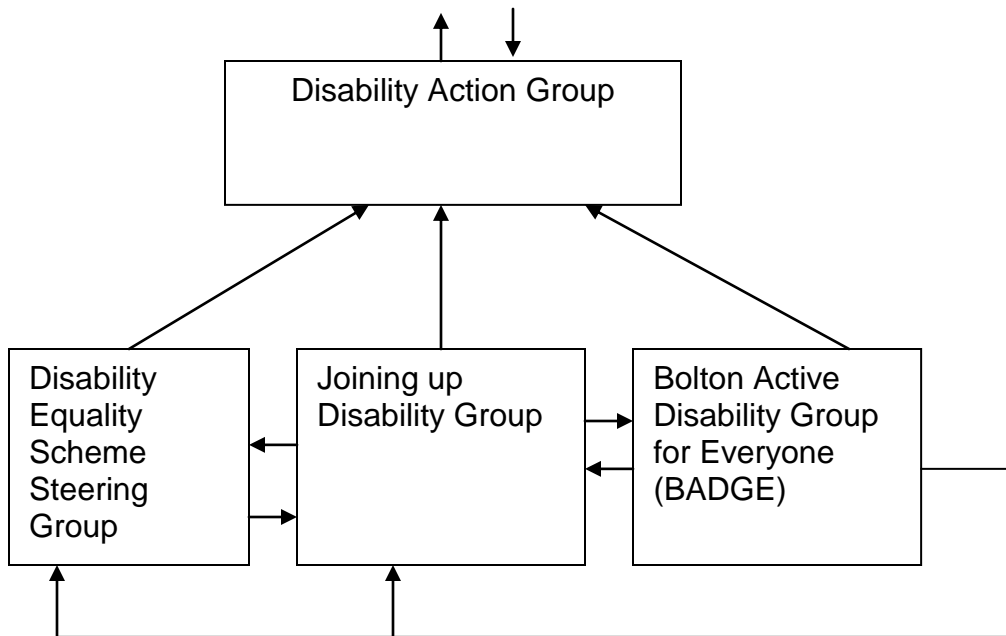 Disability Action Group
Disability
Equality
Scheme
Steering
Group
Joining up
Disability Group
Bolton Active
Disability Group
for Everyone
(BADGE)